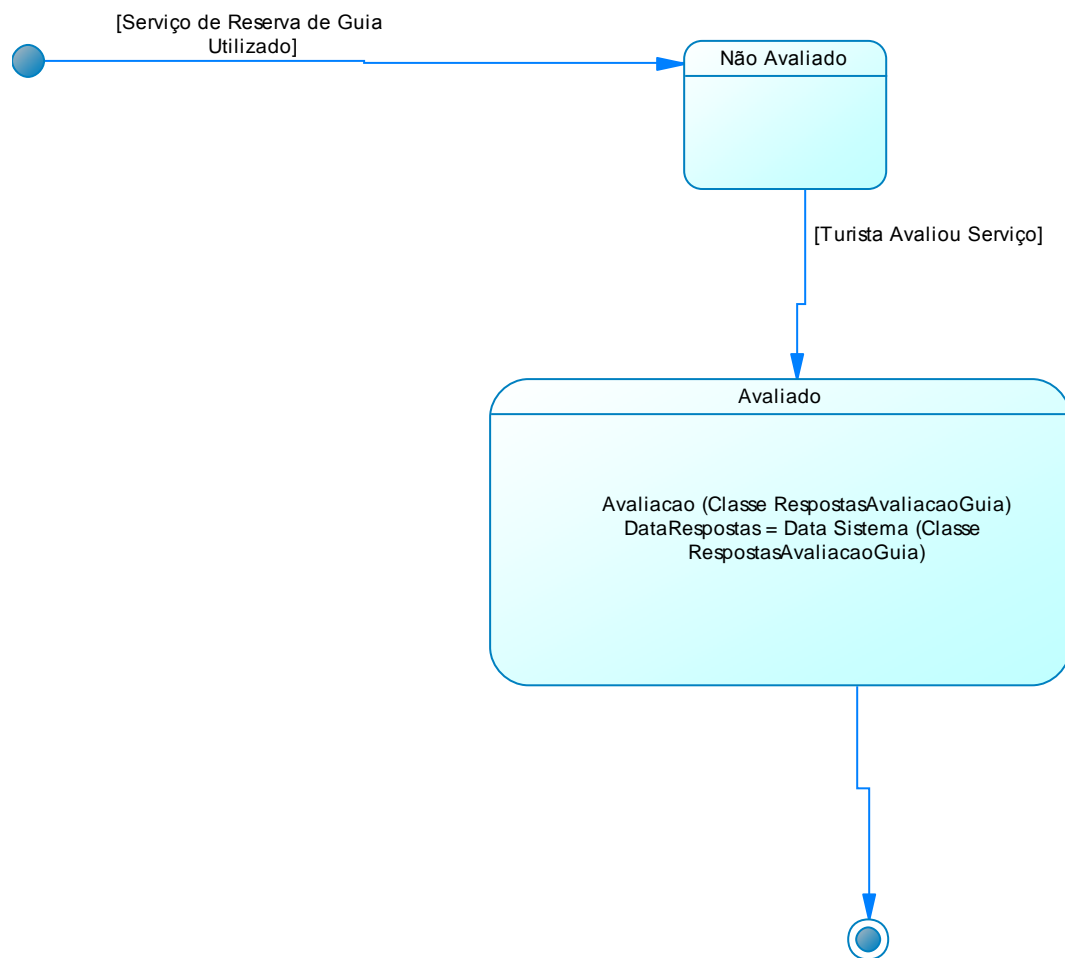 [Serviço de Reserva de Guia
Utilizado]
Não Avaliado
[Turista Avaliou Serviço]
Avaliado
Avaliacao (Classe RespostasAvaliacaoGuia)
DataRespostas = Data Sistema (Classe
RespostasAvaliacaoGuia)